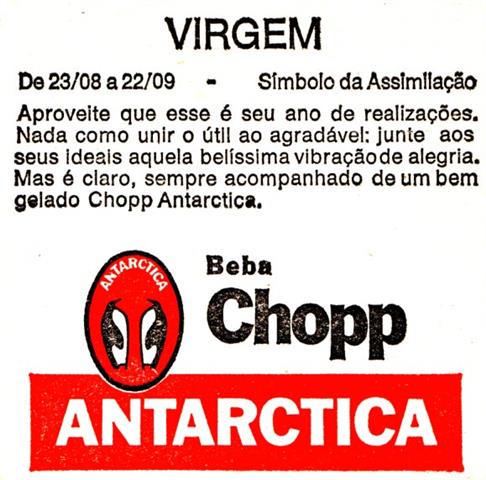 VIRGEM
De 23/08 a 22/09 - Símbolo da Assimilação
Aproveite que esse é seu ano de realizações.
Nada como unir o útil ao agradável: junte aos
seus ideais aquela belíssima vibração de alegria.
Mas é claro, sempre acompanhado de um bem
gelado Chopp Antarctica.
ANTARCTICA
Beba
Chopp
ANTARCTICA